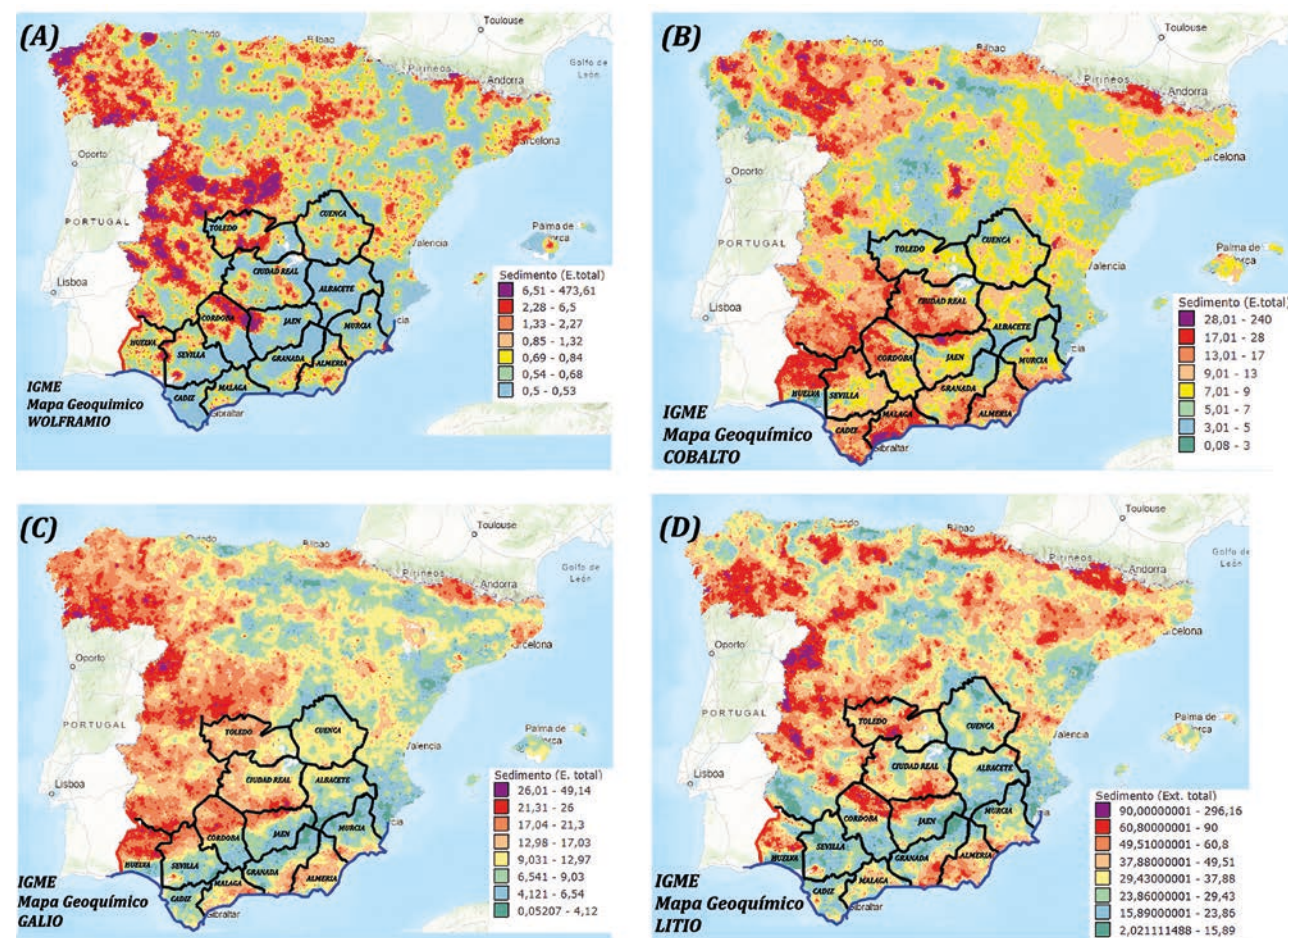 (A)
Toulouse
Bilbao
Golfo de
León
Pirineos
Andorra
Oporto
PORTUGAL
Lisboa
TOLEDO
CUENCA
Palma de
CIUDAD REAL
ALBACETE
CORDOBA
JAEN
MURCIA
HUELVA
SEVILLA
GRANADA
ALMERIA
MALAGA
CADIZ
Gibraltar
Sedimento (E.total)
6,51 - 473,61
2,28 - 6,5
1,33 - 2,27
0,85 - 1,32
0,69 - 0,84
0,54 - 0,68
0,5 - 0,53
IGME
Mapa Geoquímico
WOLFRAMIO
(B)
Toulouse
Bilbao
Pirineos
Andorra
Oporto
PORTUGAL
Lisboa
TOLEDO
CUENCA
Palma de
CIUDAD REAL
ALBACETE
CORDOBA
JAEN
MURCIA
HUELVA
SEVILLA
GRANADA
ALMERIA
MALAGA
CADIZ
Gibraltar
Sedimento (E.total)
28,01 - 240
17,01 - 28
13,01 - 17
9,01 - 13
7,01 - 9
5,01 - 7
3,01 - 5
0,08 - 3
IGME
Mapa Geoquímico
COBALTO
(C)
Toulouse
Bilbao
Golfo de
León
Pirineos
Andorra
Oporto
PORTUGAL
Lisboa
TOLEDO
CUENCA
Palma de
CIUDAD REAL
ALBACETE
CORDOBA
JAEN
MURCIA
HUELVA
SEVILLA
GRANADA
ALMERIA
MALAGA
CADIZ
Gibraltar
Sedimento (E. total)
26,01 - 49,14
21,31 - 26
17,04 - 21,3
12,98 - 17,03
9,031 - 12,97
6,541 - 9,03
4,121 - 6,54
0,05207 - 4,12
IGME
Mapa Geoquímico
GALIO
(D)
Toulouse
Bilbao
Golfo de
León
Pirineos
Andorra
Oporto
PORTUGAL
Lisboa
TOLEDO
CUENCA
Palma de
CIUDAD REAL
ALBACETE
CORDOBA
JAEN
MURCIA
HUELVA
SEVILLA
GRANADA
ALMERIA
MALAGA
CADIZ
Gibraltar
Sedimento (Ext. total)
90,00000001 - 296,16
60,80000001 - 90
49,51000001 - 60,8
37,88000001 - 49,51
29,43000001 - 37,88
23,86000001 - 29,43
15,89000001 - 23,86
2,021111488 - 15,89
IGME
Mapa Geoquímico
LITIO